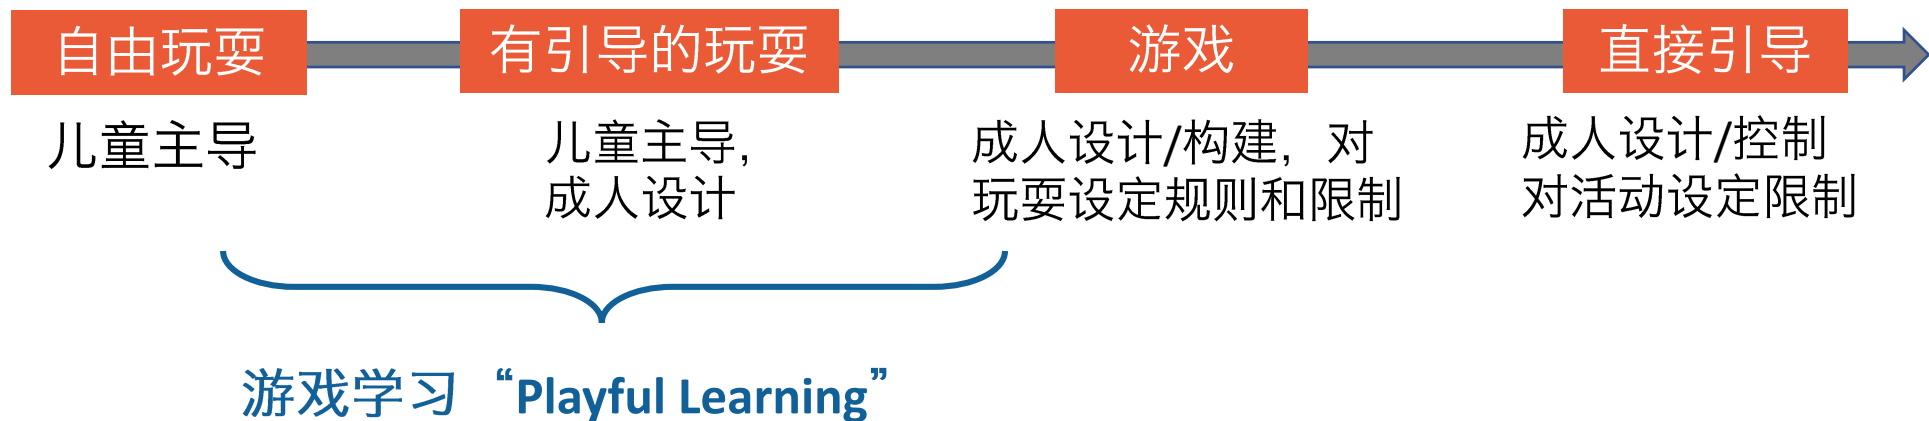 自由玩耍
有引导的玩耍
游戏
直接引导
儿童主导
儿童主导，
成人设计
成人设计/构建，对
玩耍设定规则和限制
成人设计/控制
对活动设定限制
游戏学习 “Playful Learning”